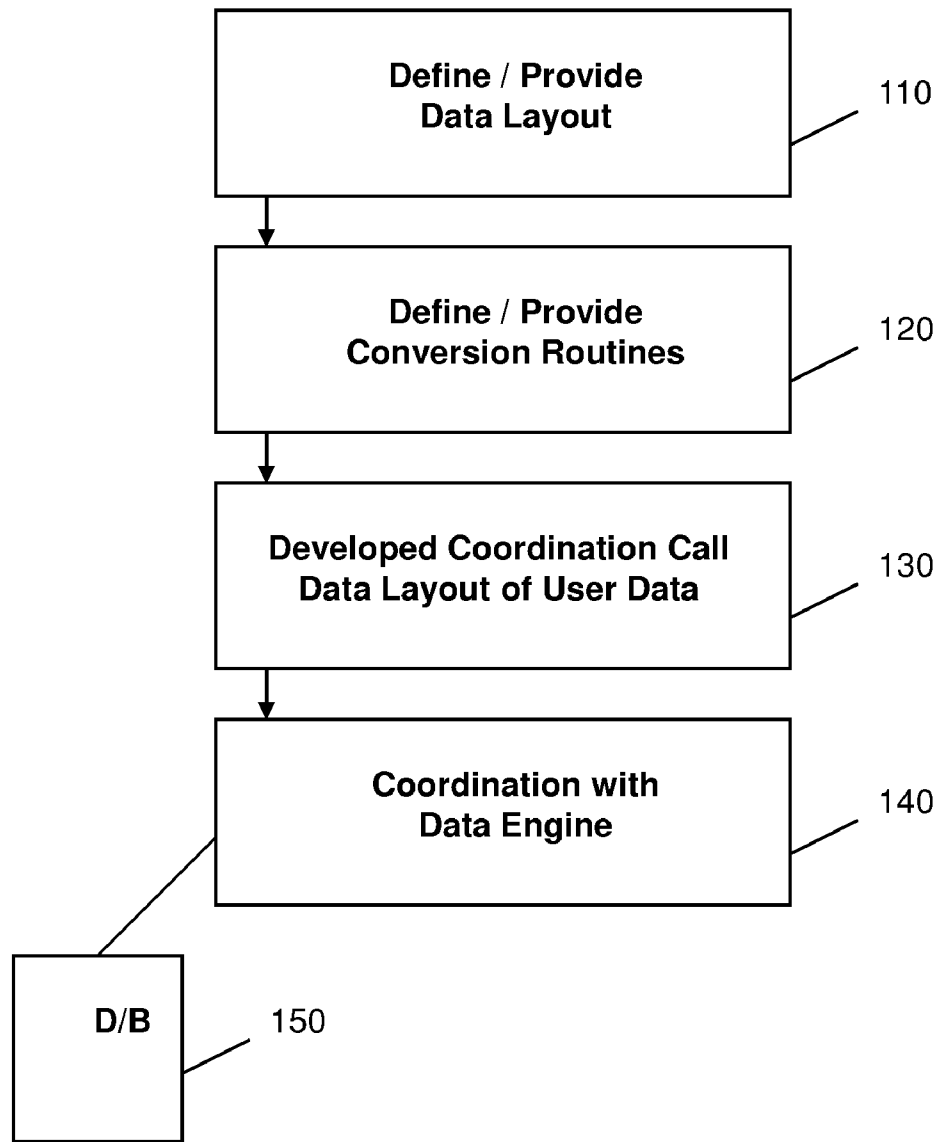 Define / Provide
Data Layout
110
Define / Provide
Conversion Routines
120
Developed Coordination Call
Data Layout of User Data
130
Coordination with
Data Engine
140
D/B
150